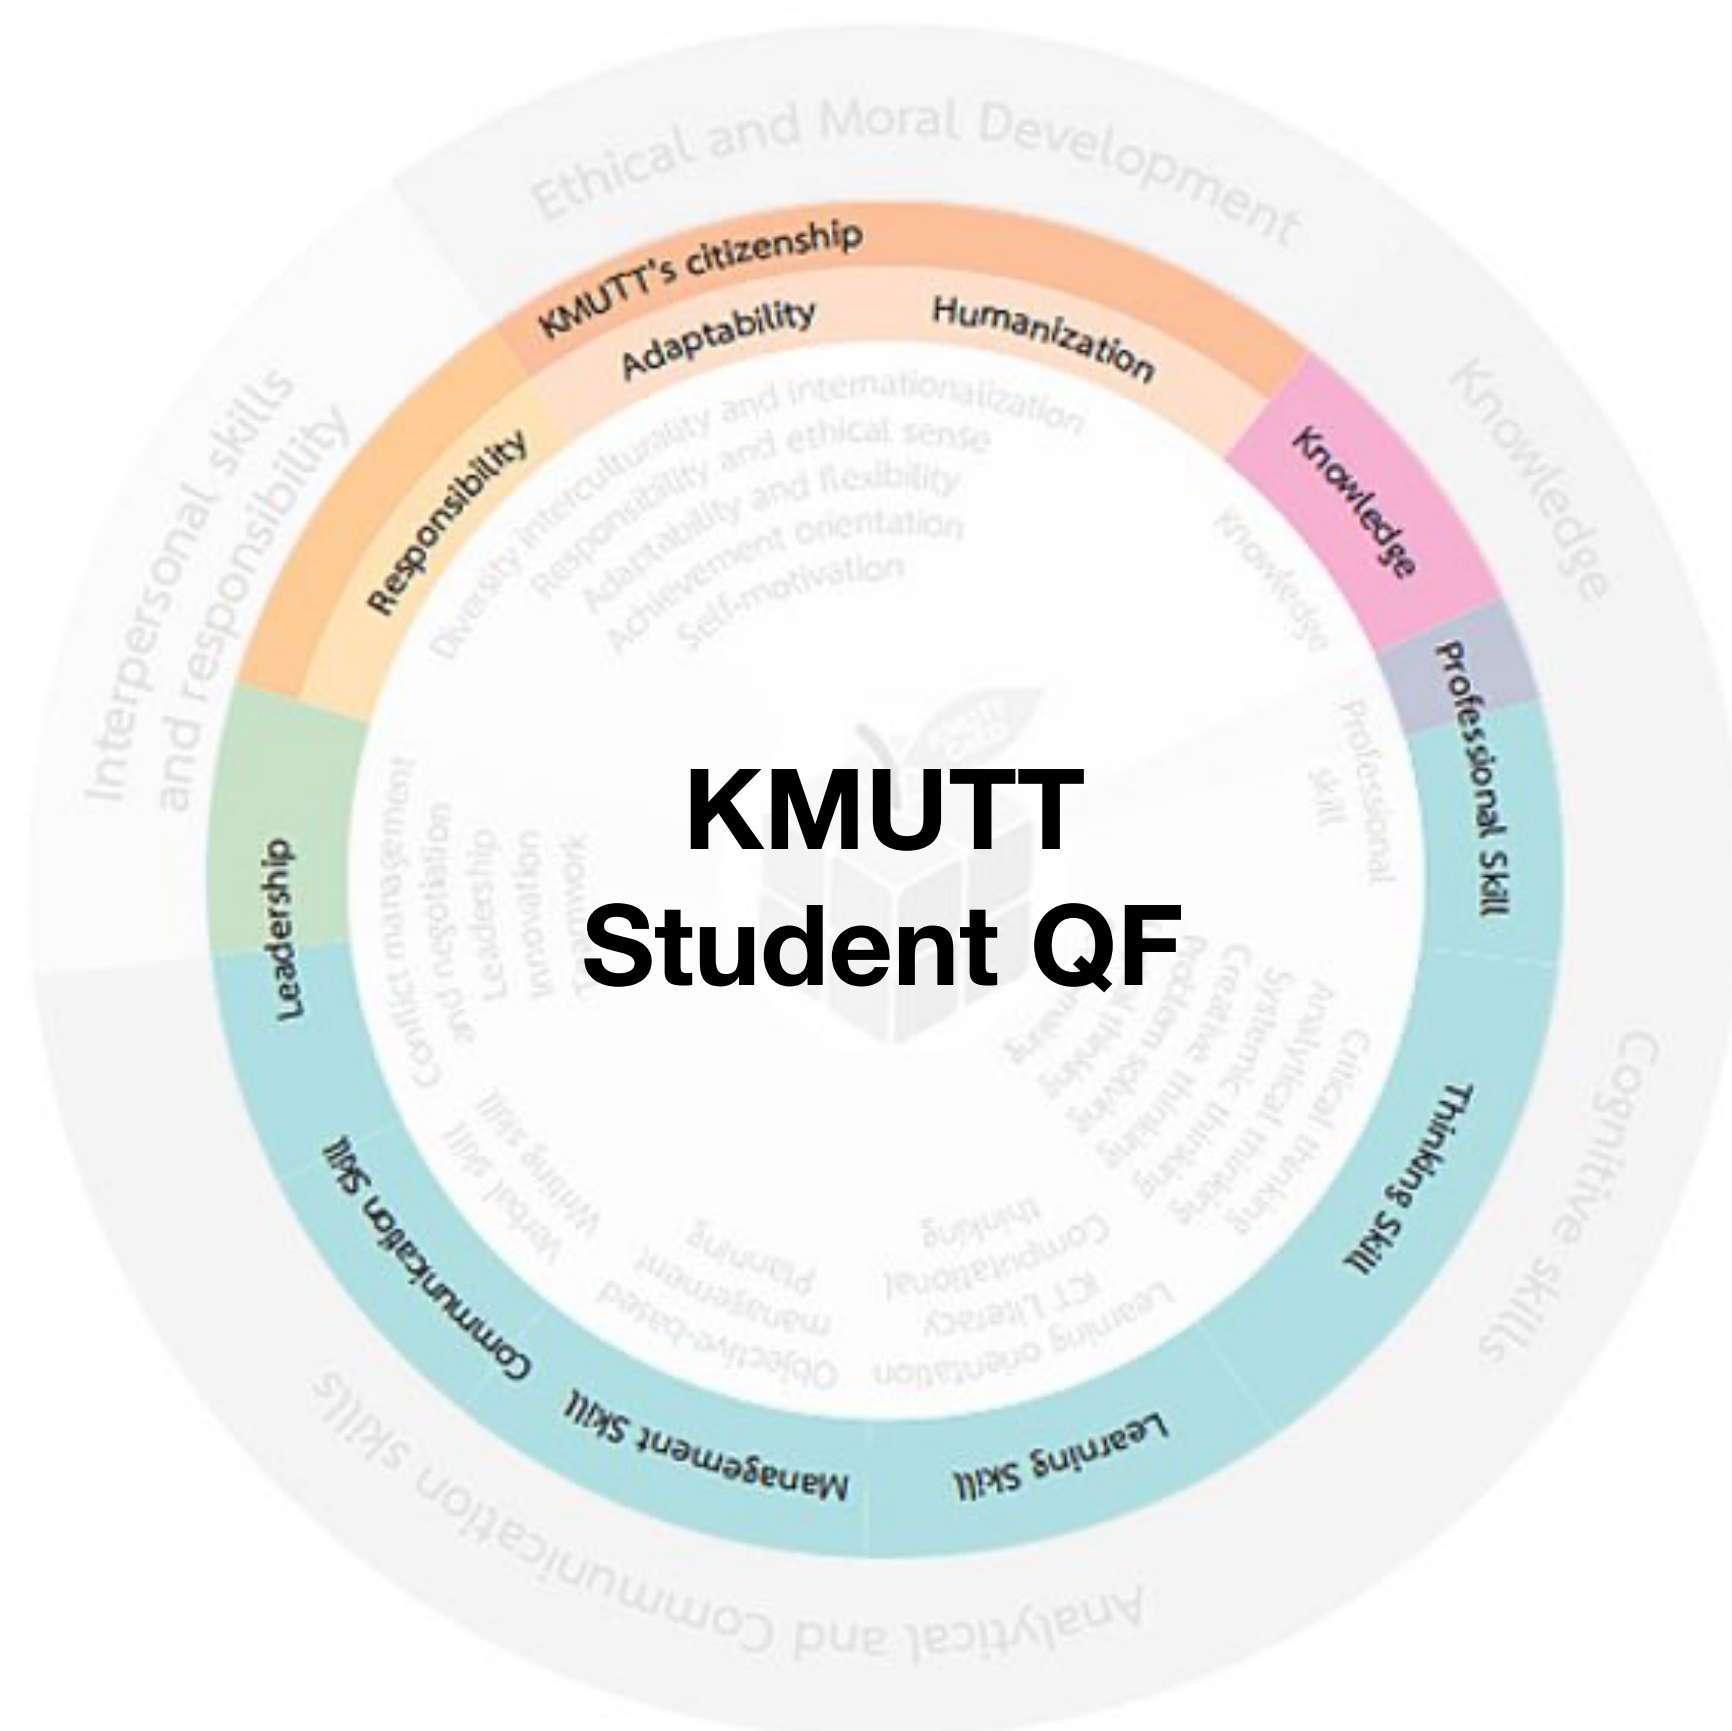 Ethical and Moral Development
Knowledge
Cognitive skills
Analytical and Communication skills
Interpersonal skills
and responsibility
KMUTT's citizenship
Adaptability
Humanization
Knowledge
Professional Skill
Thinking Skill
Learning Skill
Management Skill
Communication Skill
Leadership
Responsibility
Diversity interculturality and internationalization
Responsibility and ethical sense
Adaptability and flexibility
Achievement orientation
Self-motivation
Knowledge
Professional
skill
Critical thinking
Analytical thinking
Systemic thinking
Creative thinking
Problem solving
thinking
Learning orientation
ICT Literacy
Computational
thinking
Objective-based
management
Planning
Verbal skill
Writing skill
Conflict management
and negotiation
Leadership
Innovation
Teamwork
KMUTT
Student QF